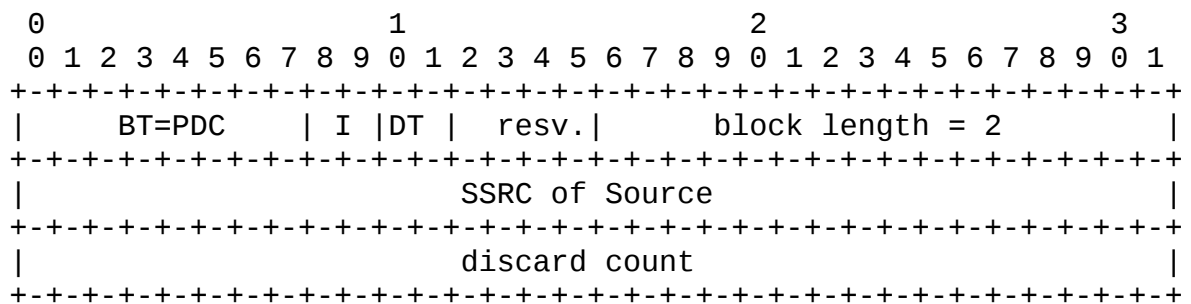 0                   1                   2                   3
 0 1 2 3 4 5 6 7 8 9 0 1 2 3 4 5 6 7 8 9 0 1 2 3 4 5 6 7 8 9 0 1
+-+-+-+-+-+-+-+-+-+-+-+-+-+-+-+-+-+-+-+-+-+-+-+-+-+-+-+-+-+-+-+-+
|     BT=PDC    | I |DT |  resv.|      block length = 2         |
+-+-+-+-+-+-+-+-+-+-+-+-+-+-+-+-+-+-+-+-+-+-+-+-+-+-+-+-+-+-+-+-+
|                        SSRC of Source                         |
+-+-+-+-+-+-+-+-+-+-+-+-+-+-+-+-+-+-+-+-+-+-+-+-+-+-+-+-+-+-+-+-+
|                        discard count                          |
+-+-+-+-+-+-+-+-+-+-+-+-+-+-+-+-+-+-+-+-+-+-+-+-+-+-+-+-+-+-+-+-+